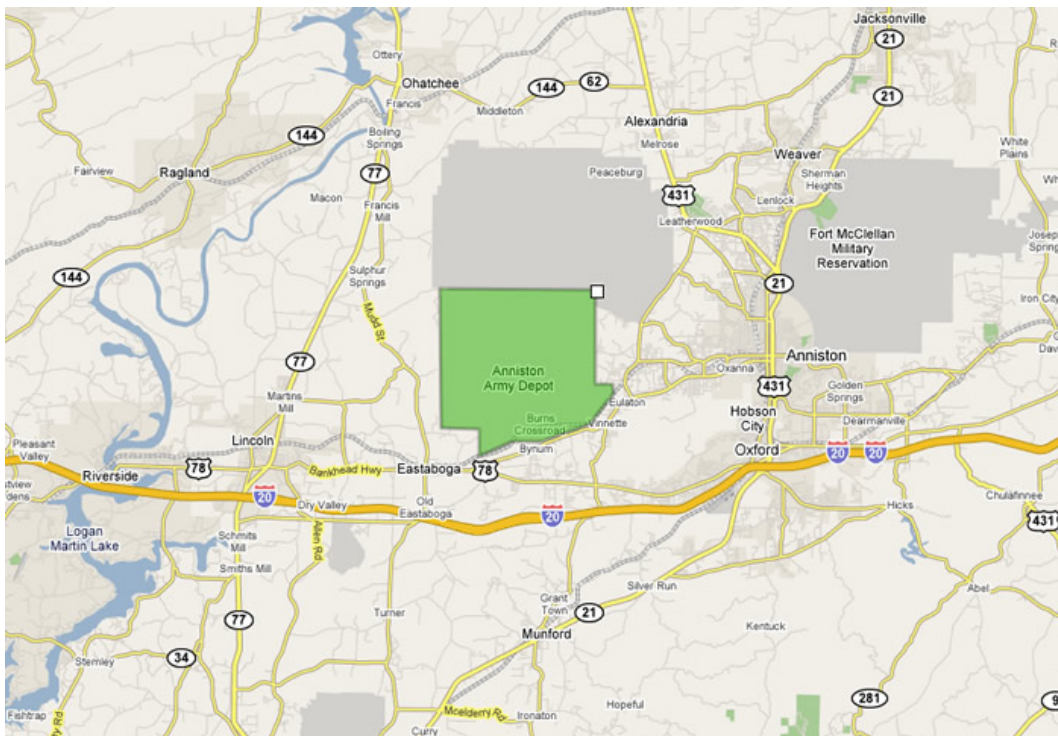 Jacksonville
21
Ottery
Ohatchee
144
62
21
Francis
Middleton
Alexandria
Melrose
144
Boiling
Springs
Weaver
White
Plains
Fairview
Ragland
77
Peaceburg
Sherman
Heights
Macon
431
Lenlock
Francis
Mill
Leatherwood
Fort McClellan
Military
Reservation
Sulphur
Springs
144
21
Iron City
Mudd St
77
Anniston
Army Depot
Anniston
Oxanna
431
Golden
Springs
Martins
Mill
Eulaton
Burns
Crossroad
Vinnette
Hobson
City
Dearmanville
Lincoln
Bynum
Pleasant
Valley
Oxford
20
20
Riverside
78
Bankhead Hwy
Eastaboga
78
20
Dry Valley
Old
Eastaboga
20
Chulafinnee
Hicks
431
Logan
Martin Lake
Schmits
Mill
Allen Rd
Smiths Mill
Silver Run
Abel
Grant
Town
77
Turner
21
Munford
Kentuck
34
Stemley
281
Fishtrap
Mcelderry Rd
Ironaton
Hopeful
Curry